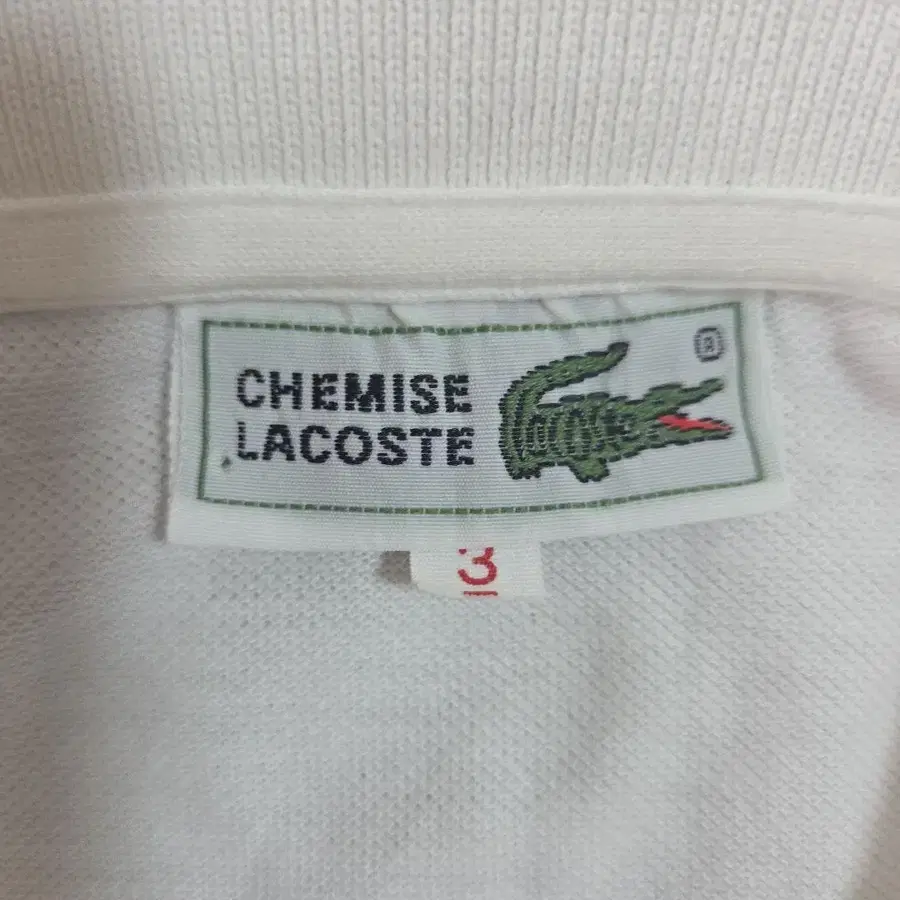 CHEMISE
LACOSTE
®
3